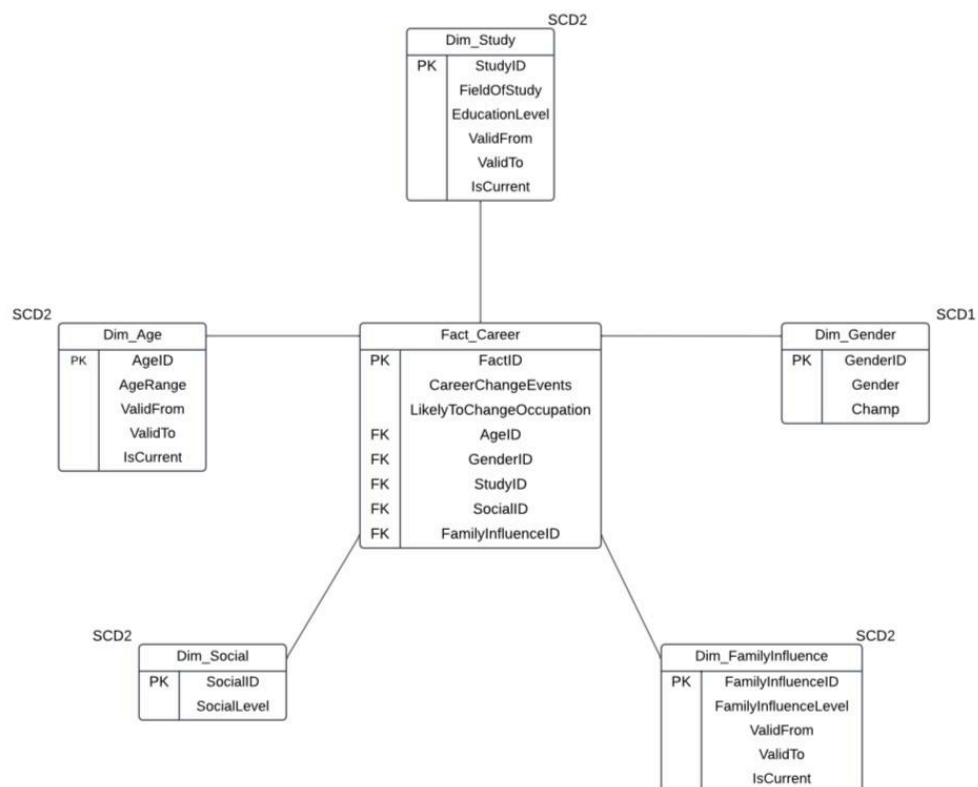 SCD2
Dim_Study
PK StudyID
FieldOfStudy
EducationLevel
ValidFrom
ValidTo
IsCurrent
SCD2
Dim_Age
PK AgeID
AgeRange
ValidFrom
ValidTo
IsCurrent
Fact_Career
PK FactID
CareerChangeEvents
LikelyToChangeOccupation
FK AgeID
FK GenderID
FK StudyID
FK SocialID
FK FamilyInfluenceID
SCD1
Dim_Gender
PK GenderID
Gender
Champ
SCD2
Dim_Social
PK SocialID
SocialLevel
SCD2
Dim_FamilyInfluence
PK FamilyInfluenceID
FamilyInfluenceLevel
ValidFrom
ValidTo
IsCurrent